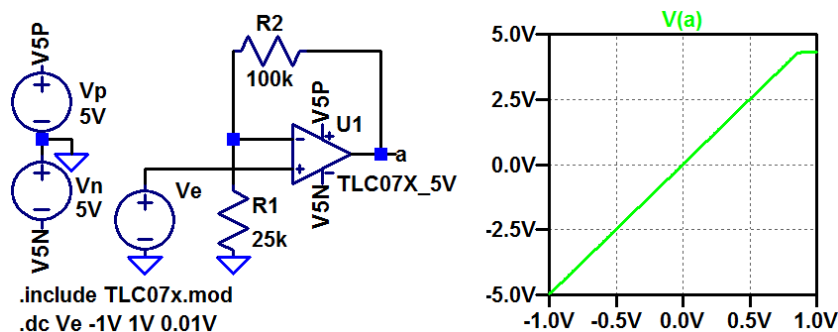 V5P
Vp
5V
Vn
5V
V5N
R2
100k
V5P
U1
a
TLC07X_5V
V5N
Ve
R1
25k
.include TLC07x.mod
.dc Ve -1V 1V 0.01V
V(a)
5.0V
2.5V
0.0V
-2.5V
-5.0V
-1.0V -0.5V 0.0V 0.5V 1.0V